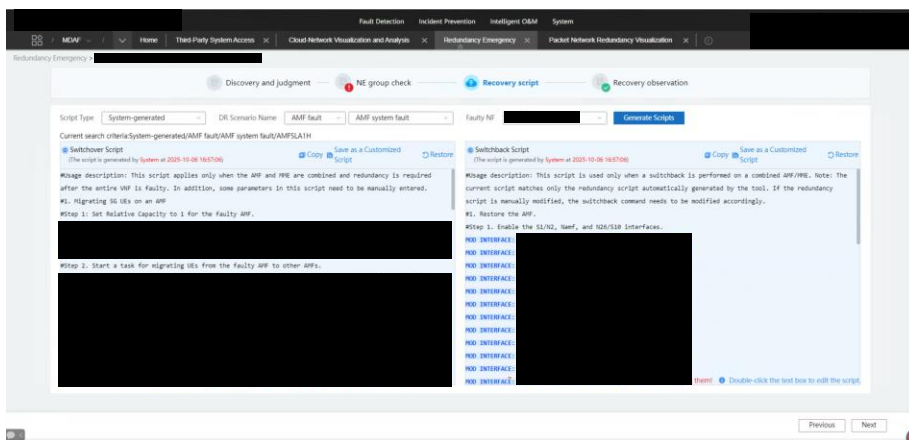 Fault Detection Incident Prevention Intelligent O&M System
MDAF Home Third-Party System Access Cloud-Network Visualization and Analysis Redundancy Emergency Packet Network Redundancy Visualization
Redundancy Emergency >
Discovery and judgment NE group check Recovery script Recovery observation
Script Type System-generated DR Scenario Name AMF fault AMF system fault Faulty NF Generate Scripts
Current search criteria:System-generated/AMF fault/AMF system fault/AMFSLA1H
Switchover Script
(The script is generated by System at 2025-10-06 16:57:06)
Copy Save as a Customized Script Restore
#Usage description: This script applies only when the AMF and MME are combined and redundancy is required
after the entire VNF is faulty. In addition, some parameters in this script need to be manually entered.
#1. Migrating 5G UEs on an AMF
#Step 1: Set Relative Capacity to 1 for the Faulty AMF.
#Step 2. Start a task for migrating UEs from the faulty AMF to other AMFs.
Switchback Script
(The script is generated by System at 2025-10-06 16:57:06)
Copy Save as a Customized Script Restore
#Usage description: This script is used only when a switchback is performed on a combined AMF/MME. Note: The
current script matches only the redundancy script automatically generated by the tool. If the redundancy
script is manually modified, the switchback command needs to be modified accordingly.
#1. Restore the AMF.
#Step 1. Enable the S1/N2, Namf, and N26/S10 interfaces.
MOD INTERFACE:
MOD INTERFACE:
MOD INTERFACE:
MOD INTERFACE:
MOD INTERFACE:
MOD INTERFACE:
MOD INTERFACE:
MOD INTERFACE:
MOD INTERFACE:
MOD INTERFACE:
MOD INTERFACE:
MOD INTERFACE:
them! Double-click the text box to edit the script.
Previous Next